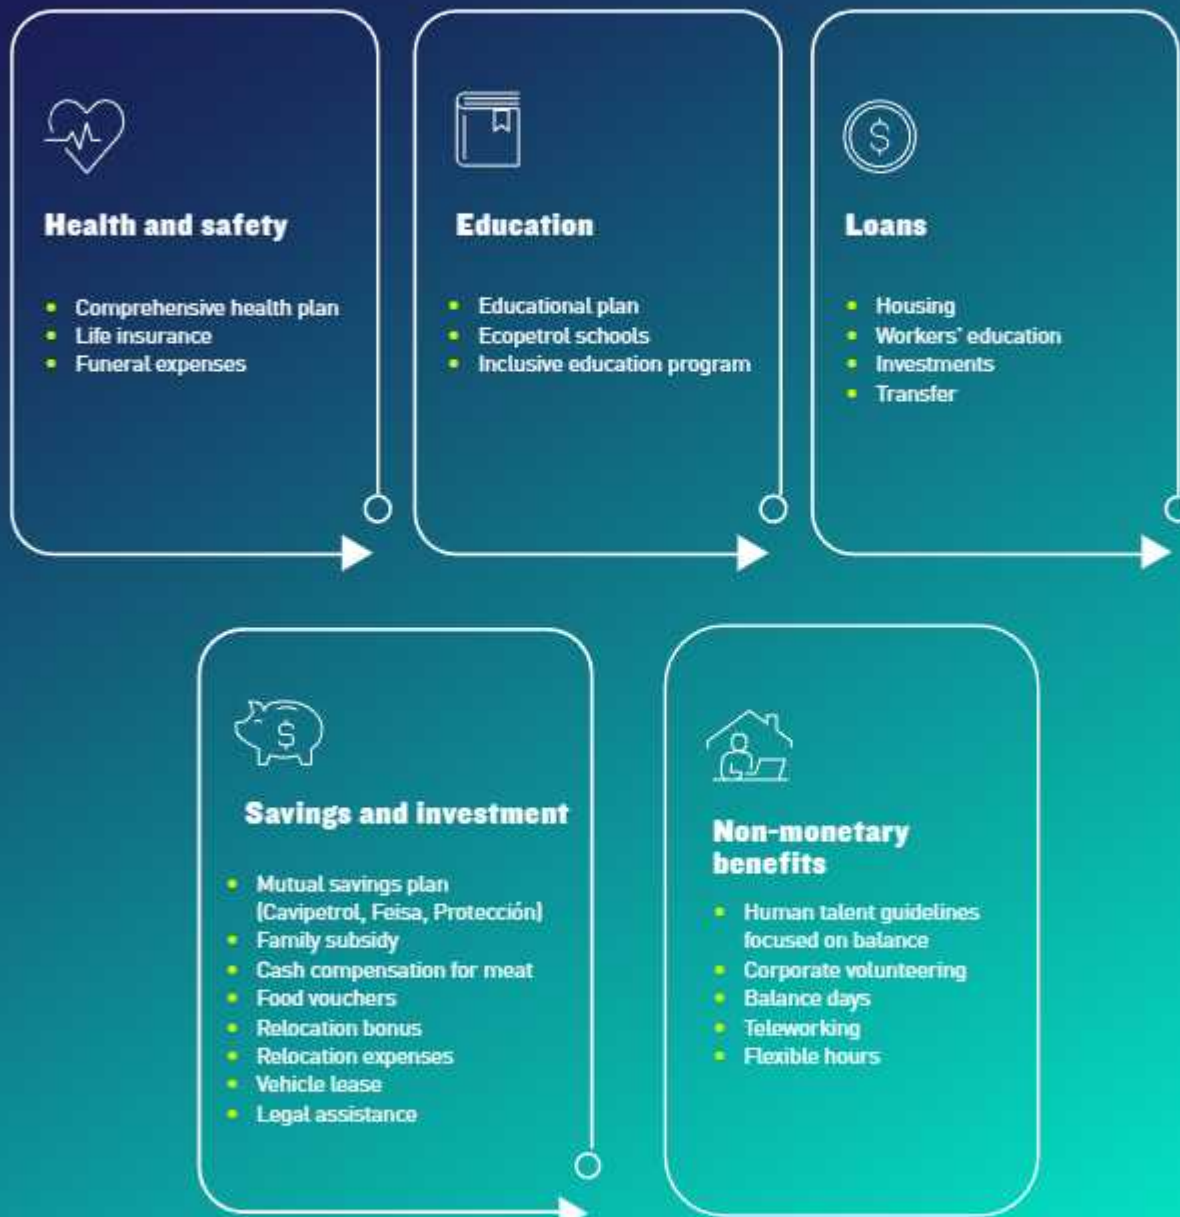 Health and safety
• Comprehensive health plan
• Life insurance
• Funeral expenses
Education
• Educational plan
• Ecopetrol schools
• Inclusive education program
$
Loans
• Housing
• Workers' education
• Investments
• Transfer
$
Savings and investment
• Mutual savings plan
(Cavipetrol, Feisa, Protección)
• Family subsidy
• Cash compensation for meat
• Food vouchers
• Relocation bonus
• Relocation expenses
• Vehicle lease
• Legal assistance
Non-monetary
benefits
• Human talent guidelines
focused on balance
• Corporate volunteering
• Balance days
• Teleworking
• Flexible hours